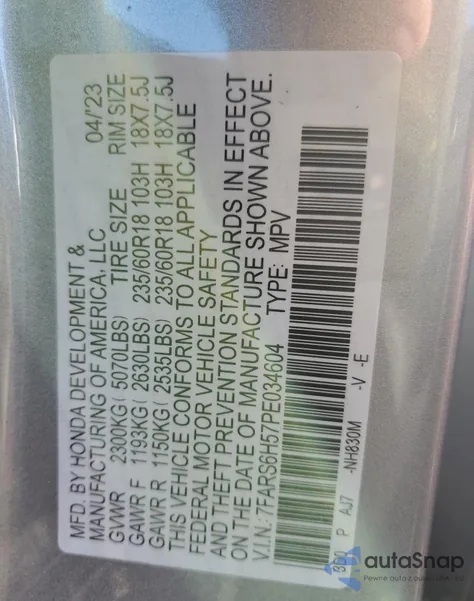 MFD. BY HONDA DEVELOPMENT &
MANUFACTURING OF AMERICA, LLC 04/'23
GVWR 2300KG( 5070LBS) TIRE SIZE RIM SIZE
GAWR F 1193KG( 2630LBS) 235/60R18 103H 18X7.5J
GAWR R 1150KG( 2535LBS) 235/60R18 103H 18X7.5J
THIS VEHICLE CONFORMS TO ALL APPLICABLE
FEDERAL MOTOR VEHICLE SAFETY
AND THEFT PREVENTION STANDARDS IN EFFECT
ON THE DATE OF MANUFACTURE SHOWN ABOVE.
V.I.N.: 7FARS6H57PE034604 TYPE: MPV
P AJ7 -NH830M -V -E
autoSnap